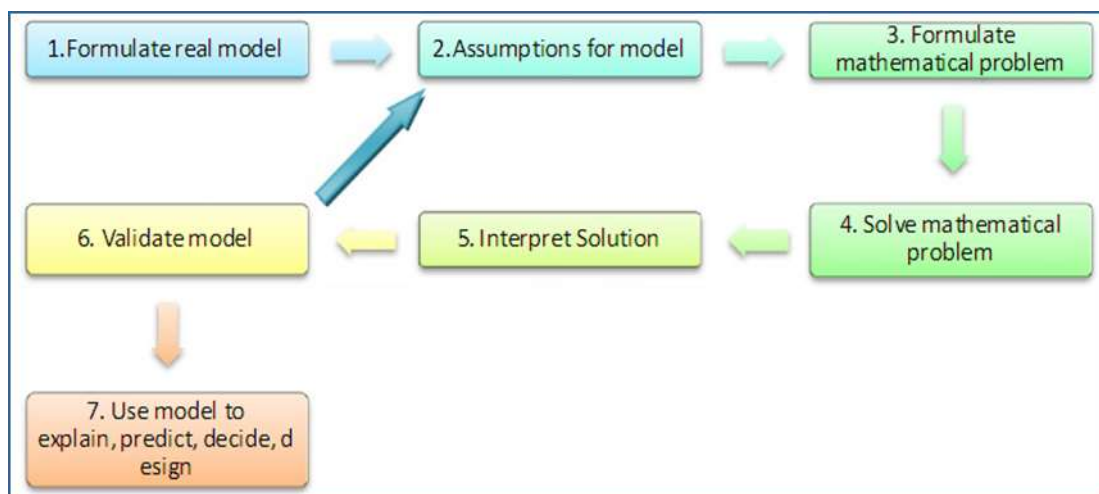 1.Formulate real model
2.Assumptions for model
3. Formulate
mathematical problem
4. Solve mathematical
problem
5. Interpret Solution
6. Validate model
7. Use model to
explain, predict, decide, d
esign